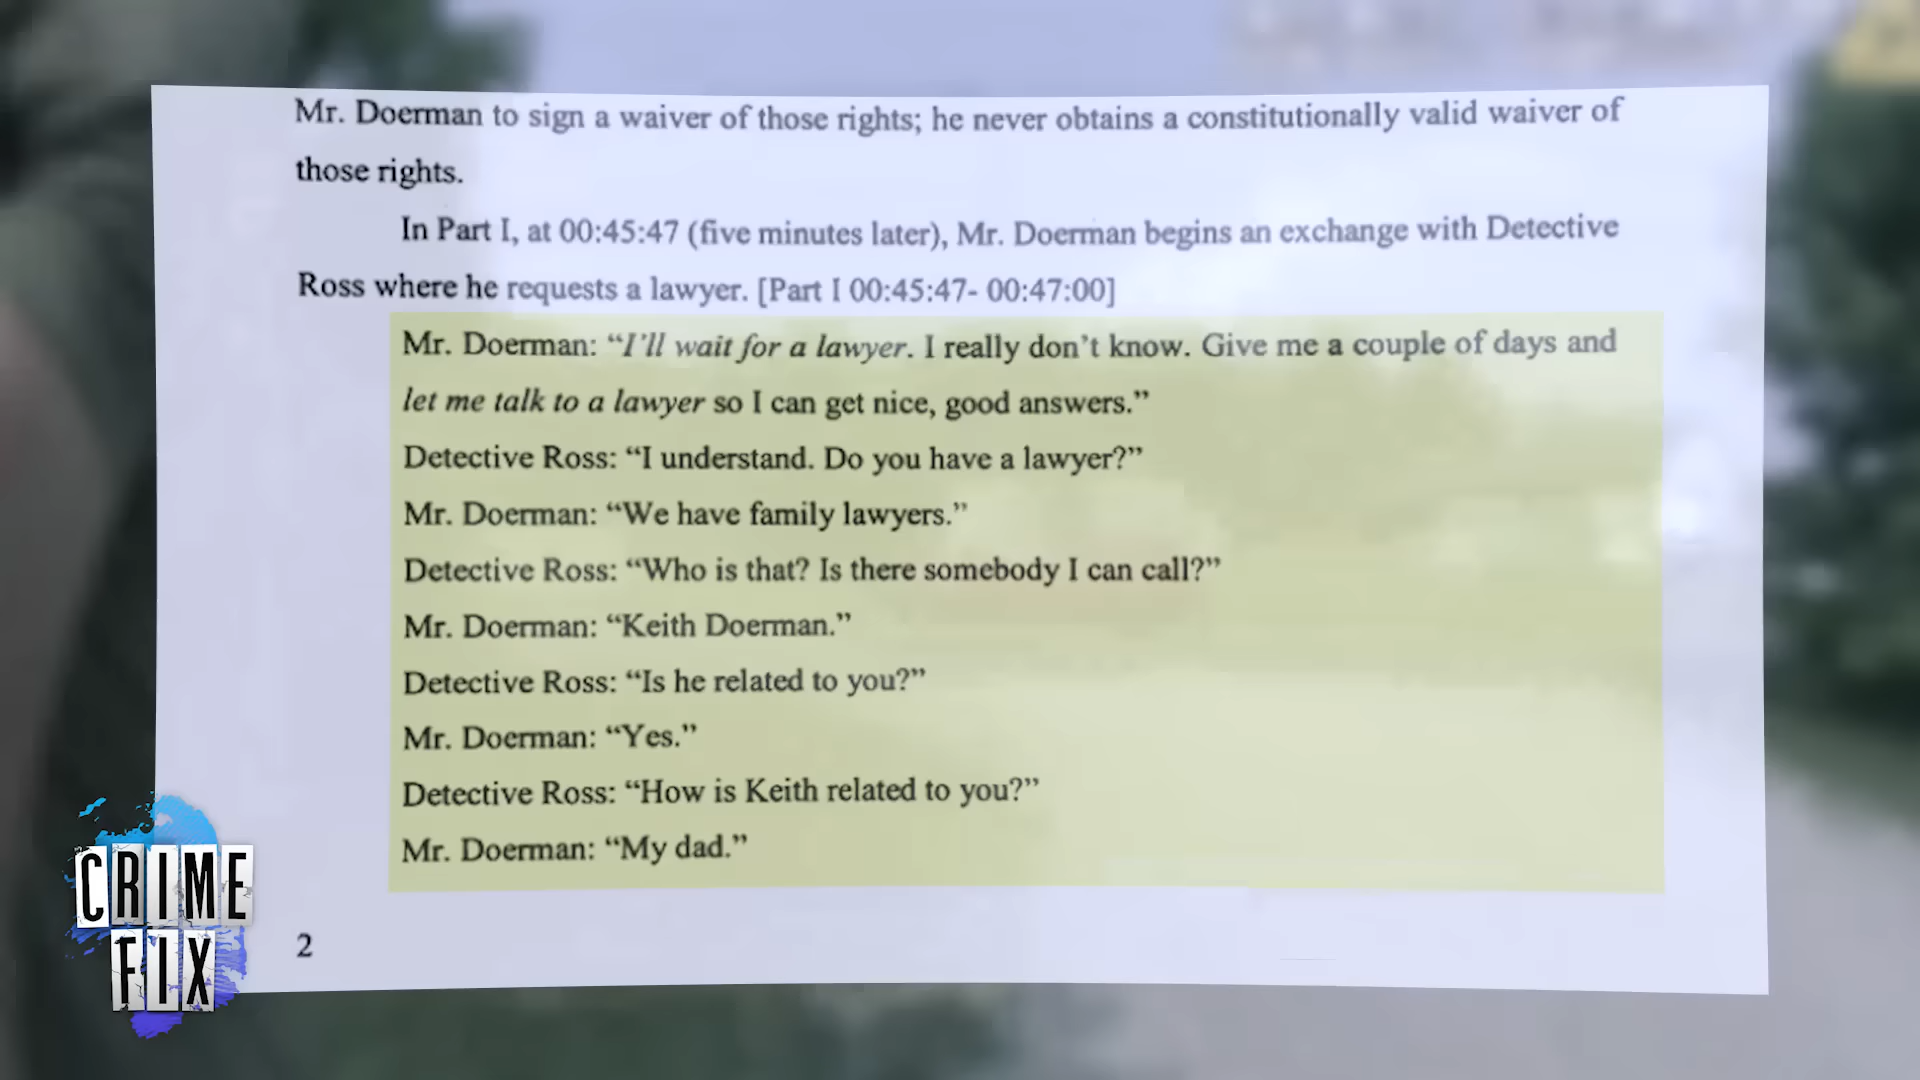 Mr. Doerman to sign a waiver of those rights; he never obtains a constitutionally valid waiver of
those rights.
In Part I, at 00:45:47 (five minutes later), Mr. Doerman begins an exchange with Detective
Ross where he requests a lawyer. [Part I 00:45:47- 00:47:00]
Mr. Doerman: “I’ll wait for a lawyer. I really don’t know. Give me a couple of days and
let me talk to a lawyer so I can get nice, good answers.”
Detective Ross: “I understand. Do you have a lawyer?”
Mr. Doerman: “We have family lawyers.”
Detective Ross: “Who is that? Is there somebody I can call?”
Mr. Doerman: “Keith Doerman.”
Detective Ross: “Is he related to you?”
Mr. Doerman: “Yes.”
Detective Ross: “How is Keith related to you?”
Mr. Doerman: “My dad.”
2
CRIME
FIX